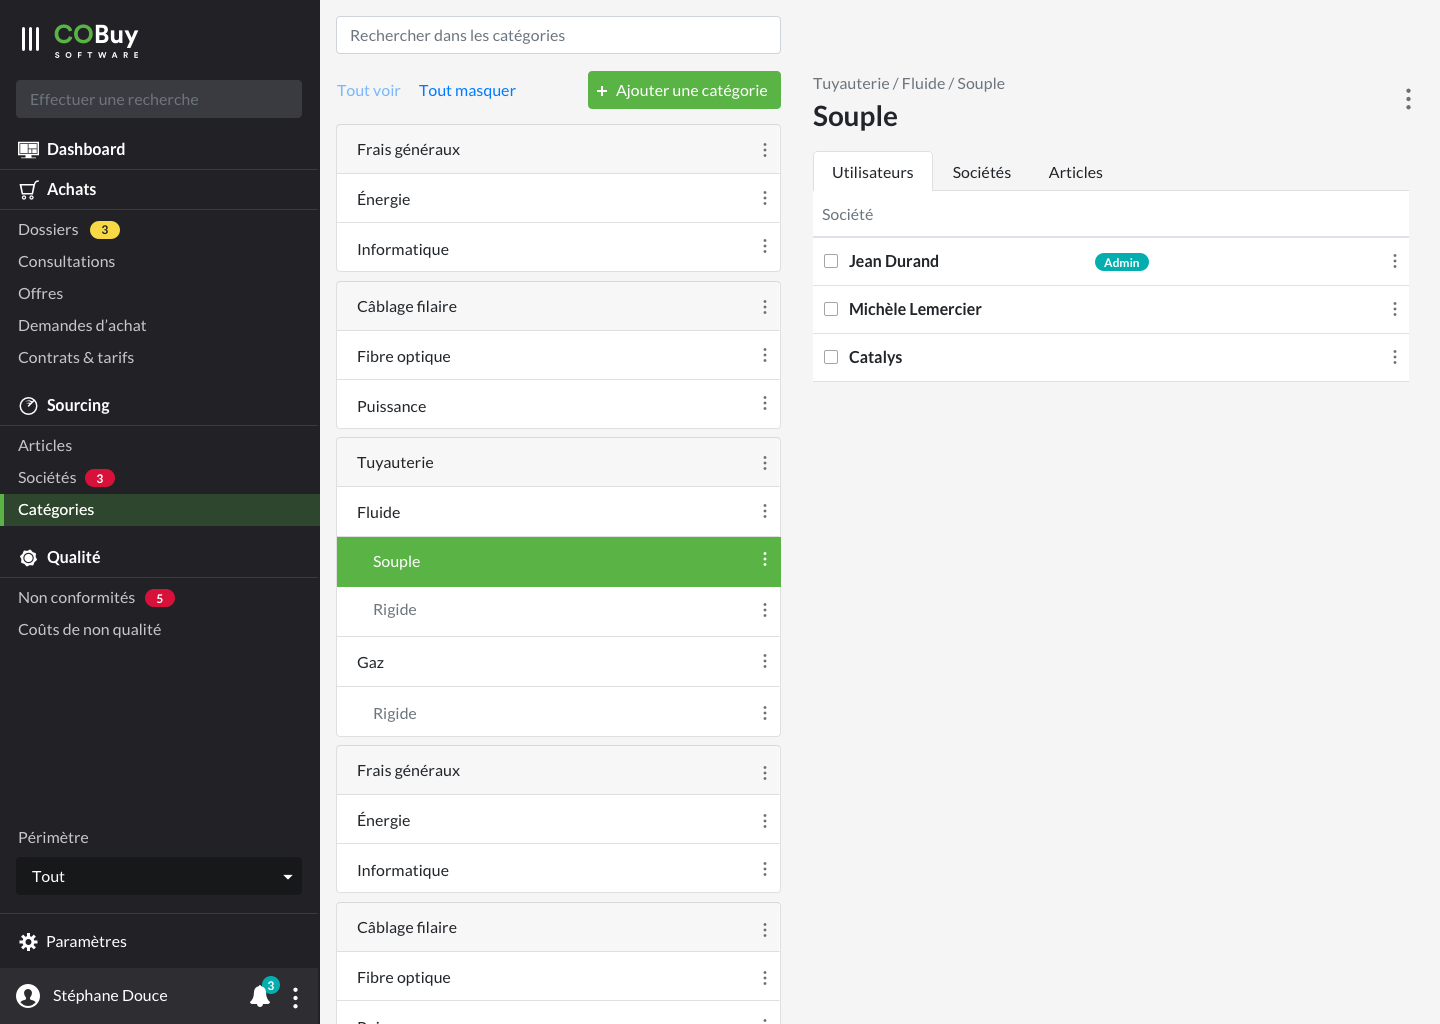 COBuy
SOFTWARE
Effectuer une recherche
Dashboard
Achats
Dossiers 3
Consultations
Offres
Demandes d’achat
Contrats & tarifs
Sourcing
Articles
Sociétés 3
Catégories
Qualité
Non conformités 5
Coûts de non qualité
Périmètre
Tout
Paramètres
Stéphane Douce 3
Rechercher dans les catégories
Tout voir Tout masquer + Ajouter une catégorie
Frais généraux
Énergie
Informatique
Câblage filaire
Fibre optique
Puissance
Tuyauterie
Fluide
Souple
Rigide
Gaz
Rigide
Frais généraux
Énergie
Informatique
Câblage filaire
Fibre optique
Tuyauterie / Fluide / Souple
Souple
Utilisateurs Sociétés Articles
Société
Jean Durand Admin
Michèle Lemercier
Catalys